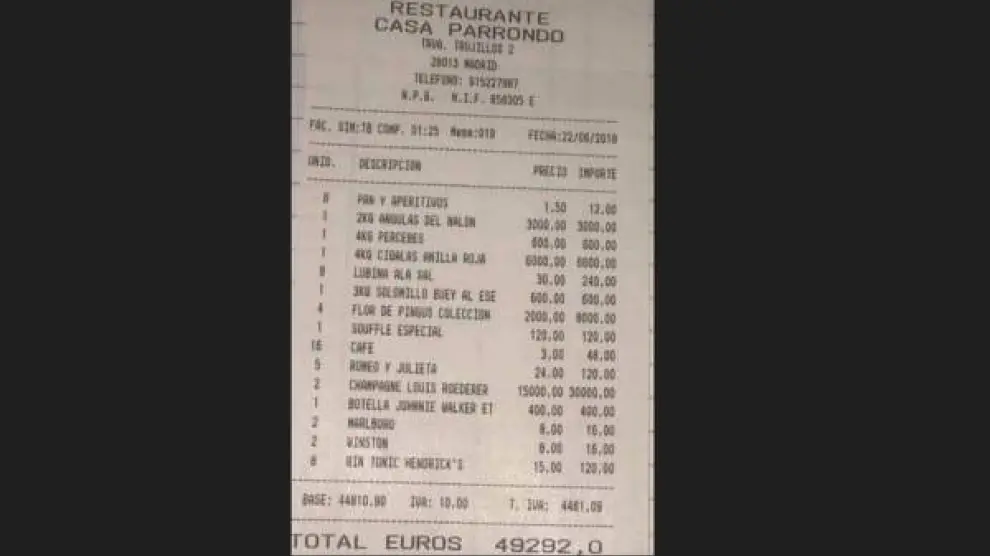 RESTAURANTE
CASA PARRONDO
TRUJILLOS 2
28013 MADRID
TELEFONO: 915227987
N.P.B. N.I.F. E
FAC. SIM:78 COMP. 31:25 Mesa:010 FECHA:22/06/2018
UNID. DESCRIPCION PRECIO IMPORTE
8 PAN Y APERITIVOS 1,50 12,00
1 2KG ANGULAS DEL NALON 3000,00 3000,00
1 4KG PERCEBES 600,00 600,00
1 4KG CIGALAS ANILLA ROJA 6000,00 6000,00
8 LUBINA ALA SAL 30,00 240,00
1 3KG SOLOMILLO BUEY AL ESE 600,00 600,00
4 FLOR DE PINGUS COLECCION 2000,00 8000,00
1 SOUFFLE ESPECIAL 120,00 120,00
16 CAFE 3,00 48,00
5 ROMEO Y JULIETA 24,00 120,00
2 CHAMPAGNE LOUIS ROEDERER 15000,00 30000,00
1 BOTELLA JOHNNIE WALKER ET 400,00 400,00
2 MARLBORO 8,00 16,00
2 WINSTON 8,00 16,00
8 GIN TONIC HENDRICK'S 15,00 120,00
BASE: 44810,90 IVA: 10,00 T. IVA: 4481,09
TOTAL EUROS 49292,0